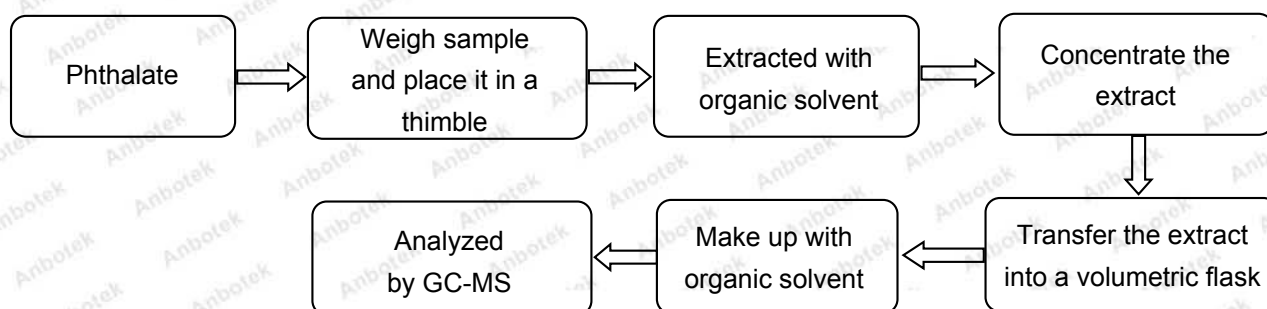 Phthalate
Weigh sample
and place it in a
thimble
Extracted with
organic solvent
Concentrate the
extract
Transfer the extract
into a volumetric flask
Make up with
organic solvent
Analyzed
by GC-MS
Anbotek